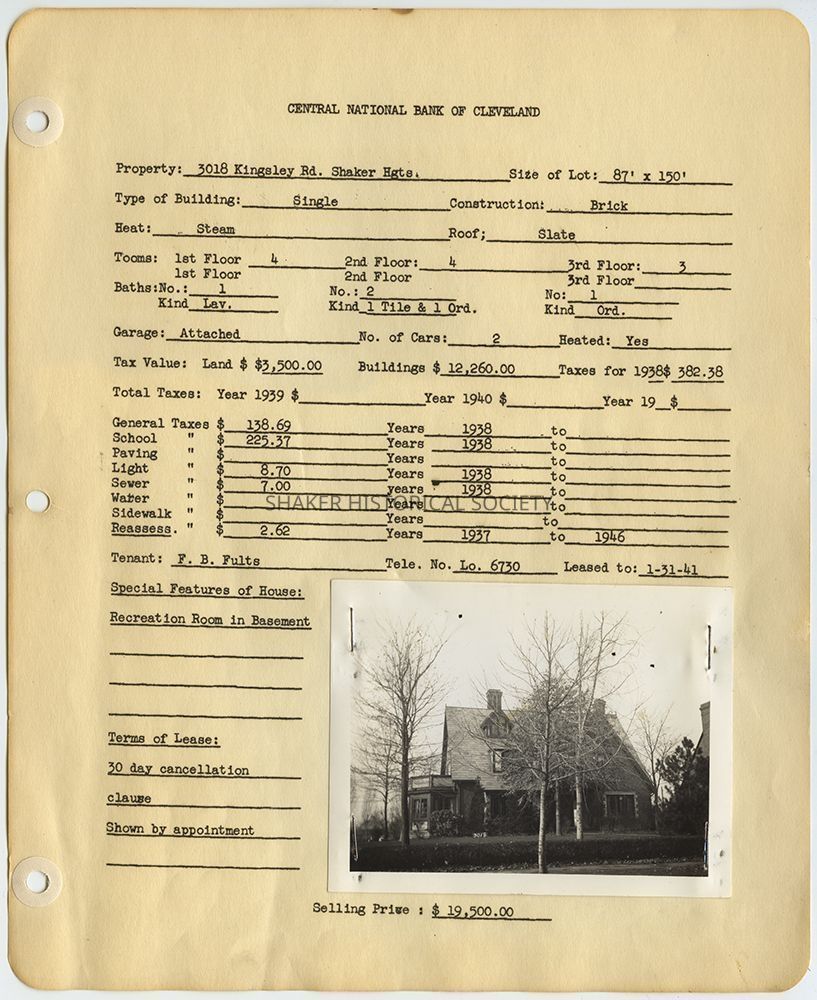 CENTRAL NATIONAL BANK OF CLEVELAND
Property: 3018 Kingsley Rd. Shaker Hgts. Size of Lot: 87' x 150'
Type of Building: Single Construction: Brick
Heat: Steam Roof; Slate
Tooms: 1st Floor 4 2nd Floor: 4 3rd Floor: 3
1st Floor 2nd Floor 3rd Floor
Baths:No.: 1 No.: 2 No: 1
Kind Lav. Kind 1 Tile & 1 Ord. Kind Ord.
Garage: Attached No. of Cars: 2 Heated: Yes
Tax Value: Land $ $3,500.00 Buildings $ 12,260.00 Taxes for 1938$ 382.38
Total Taxes: Year 1939 $ Year 1940 $ Year 19 $
General Taxes $ 138.69 Years 1938 to
School " $ 225.37 Years 1938 to
Paving " $ Years to
Light " $ 8.70 Years 1938 to
Sewer " $ 7.00 Years 1938 to
Water " $ Years to
SHAKER HISTORICAL SOCIETY
Sidewalk " $ Years to
Reassess. " $ 2.62 Years 1937 to 1946
Tenant: F. B. Fults Tele. No. Lo. 6730 Leased to: 1-31-41
Special Features of House:
Recreation Room in Basement
Terms of Lease:
30 day cancellation
clause
Shown by appointment
3018
Selling Price : $ 19,500.00